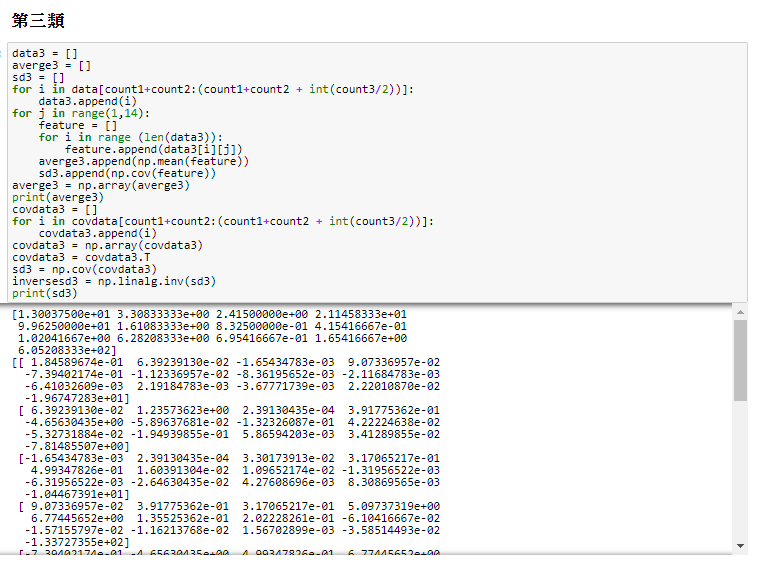 第三類
data3 = []
averge3 = []
sd3 = []
for i in data[count1+count2:(count1+count2 + int(count3/2))]:
    data3.append(i)
for j in range(1,14):
    feature = []
    for i in range (len(data3)):
        feature.append(data3[i][j])
    averge3.append(np.mean(feature))
    sd3.append(np.cov(feature))
averge3 = np.array(averge3)
print(averge3)
covdata3 = []
for i in covdata[count1+count2:(count1+count2 + int(count3/2))]:
    covdata3.append(i)
covdata3 = np.array(covdata3)
covdata3 = covdata3.T
sd3 = np.cov(covdata3)
inversesd3 = np.linalg.inv(sd3)
print(sd3)
[1.30037500e+01 3.30833333e+00 2.41500000e+00 2.11458333e+01
 9.96250000e+01 1.61083333e+00 8.32500000e-01 4.15416667e-01
 1.02041667e+00 6.28208333e+00 6.95416667e-01 1.65416667e+00
 6.05208333e+02]
[[ 1.84589674e-01  6.39239130e-02 -1.65434783e-03  9.07336957e-02
  -7.39402174e-01 -1.12336957e-02 -8.36195652e-03 -2.11684783e-03
  -6.41032609e-03  2.19184783e-03 -3.67771739e-03  2.22010870e-02
  -1.96747283e+01]
 [ 6.39239130e-02  1.23573623e+00  2.39130435e-04  3.91775362e-01
  -4.65630435e+00 -5.89637681e-02 -1.32326087e-01  4.22224638e-02
  -5.32731884e-02 -1.94939855e-01  5.86594203e-03  3.41289855e-02
  -7.81485507e+00]
 [-1.65434783e-03  2.39130435e-04  3.30173913e-02  3.17065217e-01
   4.99347826e-01  1.60391304e-02  1.09652174e-02 -1.31956522e-03
  -6.31956522e-03 -2.64630435e-02  4.27608696e-03  8.30869565e-03
  -1.04467391e+01]
 [ 9.07336957e-02  3.91775362e-01  3.17065217e-01  5.09737319e+00
   6.77445652e+00  1.35525362e-01  2.02228261e-01 -6.10416667e-02
  -1.57155797e-02 -1.16213768e-02  1.56702899e-03 -3.58514493e-02
  -1.33727355e+02]
 [-7.39402174e-01 -4.65630435e+00  4.99347826e-01  6.77445652e+00